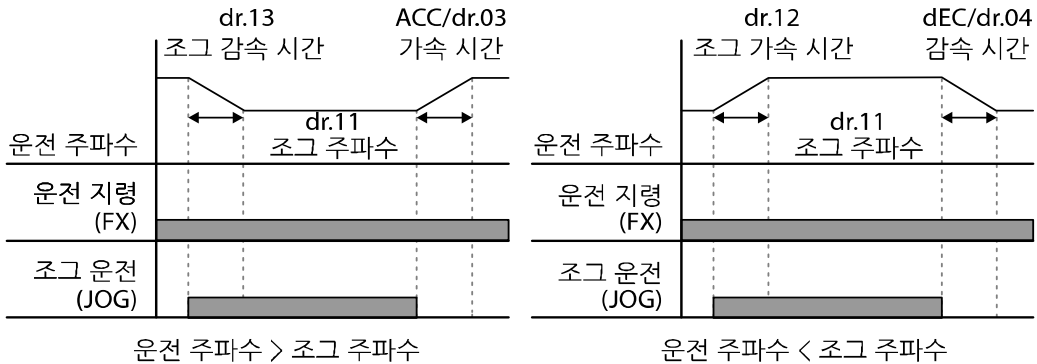 dr.13
조그 감속 시간
ACC/dr.03
가속 시간
dr.11
조그 주파수
운전 주파수
운전 지령
(FX)
조그 운전
(JOG)
운전 주파수 > 조그 주파수
dr.12
조그 가속 시간
dEC/dr.04
감속 시간
dr.11
조그 주파수
운전 주파수
운전 지령
(FX)
조그 운전
(JOG)
운전 주파수 < 조그 주파수